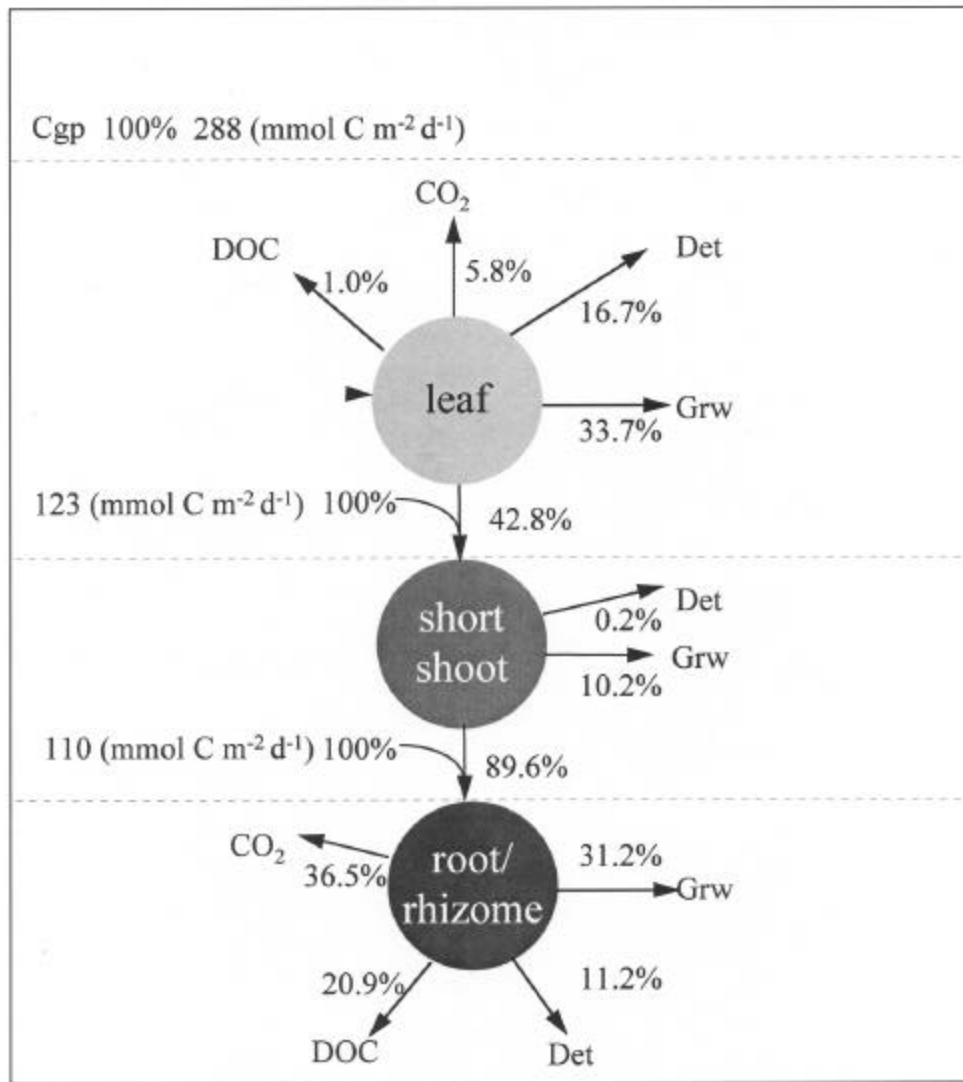 Cgp 100% 288 (mmol C m⁻² d⁻¹)
CO₂
DOC
Det
1.0%
5.8%
16.7%
leaf
Grw
33.7%
123 (mmol C m⁻² d⁻¹) 100%
42.8%
short
shoot
Det
0.2%
Grw
10.2%
110 (mmol C m⁻² d⁻¹) 100%
89.6%
CO₂
36.5%
root/
rhizome
31.2%
Grw
20.9%
11.2%
DOC
Det